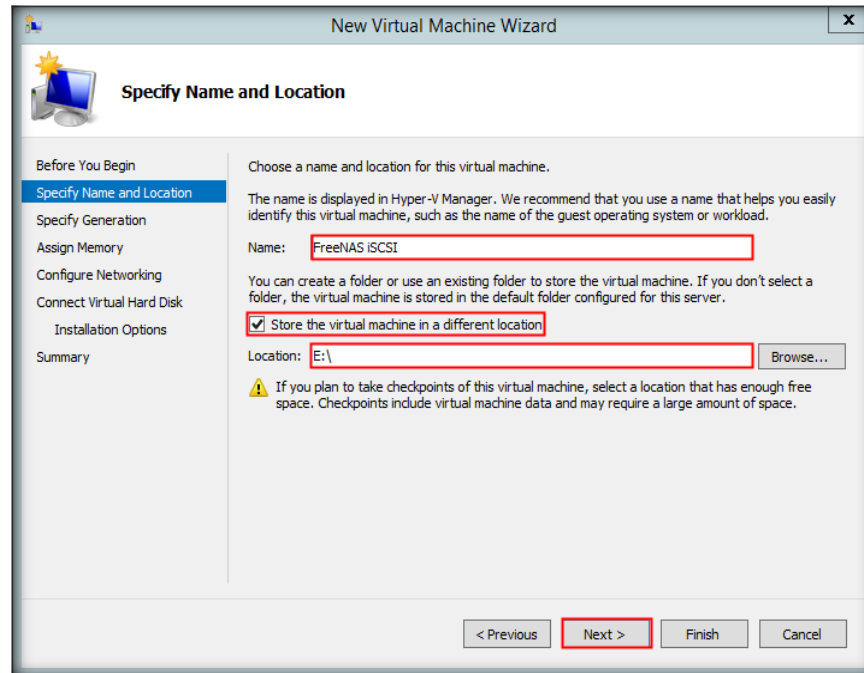 New Virtual Machine Wizard
x
Specify Name and Location
Before You Begin
Specify Name and Location
Specify Generation
Assign Memory
Configure Networking
Connect Virtual Hard Disk
Installation Options
Summary
Choose a name and location for this virtual machine.
The name is displayed in Hyper-V Manager. We recommend that you use a name that helps you easily
identify this virtual machine, such as the name of the guest operating system or workload.
Name: FreeNAS iSCSI
You can create a folder or use an existing folder to store the virtual machine. If you don't select a
folder, the virtual machine is stored in the default folder configured for this server.
Store the virtual machine in a different location
Location: E:\ Browse...
If you plan to take checkpoints of this virtual machine, select a location that has enough free
space. Checkpoints include virtual machine data and may require a large amount of space.
< Previous Next > Finish Cancel